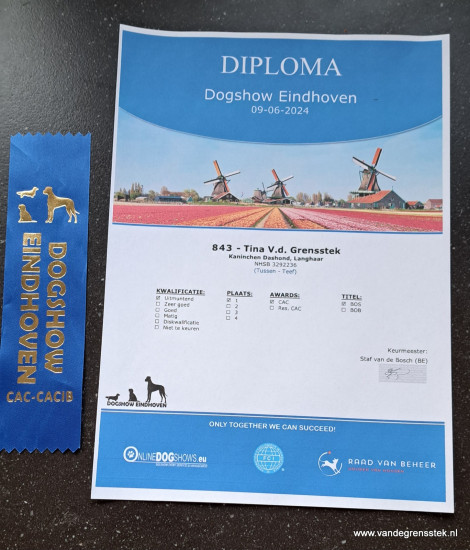 DIPLOMA
Dogshow Eindhoven
09-06-2024
843 - Tina V.d. Grensstek
Kaninchen Dashond, Langhaar
NHSB 3292236
(Tussen - Teef)
KWALIFICATIE:
☑ Uitmuntend
☐ Zeer goed
☐ Goed
☐ Matig
☐ Diskwalificatie
☐ Niet te keuren
PLAATS:
☑ 1
☐ 2
☐ 3
☐ 4
AWARDS:
☑ CAC
☐ Res. CAC
TITEL:
☑ BOS
☐ BOB
Keurmeester:
Staf van de Bosch (BE)
DOGSHOW EINDHOVEN
ONLY TOGETHER WE CAN SUCCEED!
ONLINEDOGSHOWS.eu
FCI
RAAD VAN BEHEER
DOGSHOW
EINDHOVEN
CAC-CACIB
www.vandegrensstek.nl